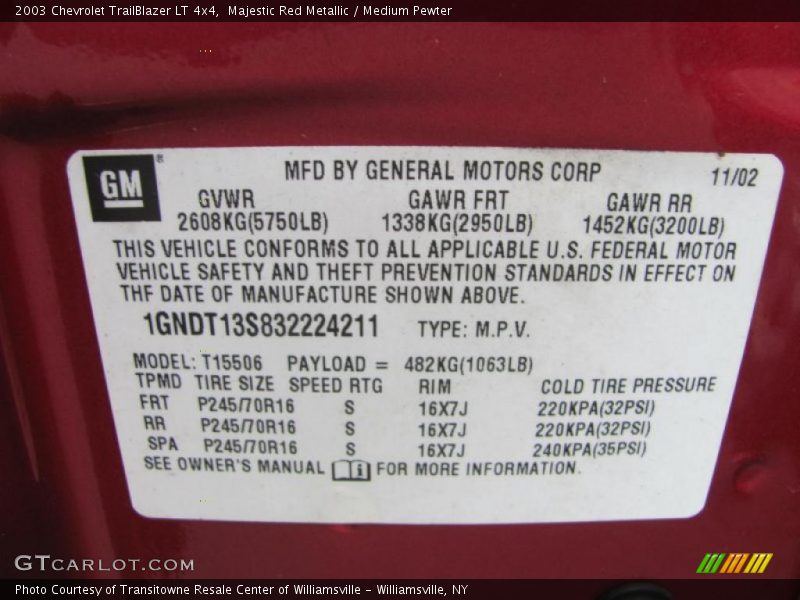 2003 Chevrolet TrailBlazer LT 4x4, Majestic Red Metallic / Medium Pewter
GM ®
MFD BY GENERAL MOTORS CORP 11/02
GVWR GAWR FRT GAWR RR
2608KG(5750LB) 1338KG(2950LB) 1452KG(3200LB)
THIS VEHICLE CONFORMS TO ALL APPLICABLE U.S. FEDERAL MOTOR
VEHICLE SAFETY AND THEFT PREVENTION STANDARDS IN EFFECT ON
THE DATE OF MANUFACTURE SHOWN ABOVE.
1GNDT13S832224211 TYPE: M.P.V.
MODEL: T15506 PAYLOAD = 482KG(1063LB)
TPMD TIRE SIZE SPEED RTG RIM COLD TIRE PRESSURE
FRT P245/70R16 S 16X7J 220KPA(32PSI)
RR P245/70R16 S 16X7J 220KPA(32PSI)
SPA P245/70R16 S 16X7J 240KPA(35PSI)
SEE OWNER'S MANUAL i FOR MORE INFORMATION.
GTCARLOT.COM
Photo Courtesy of Transitowne Resale Center of Williamsville - Williamsville, NY